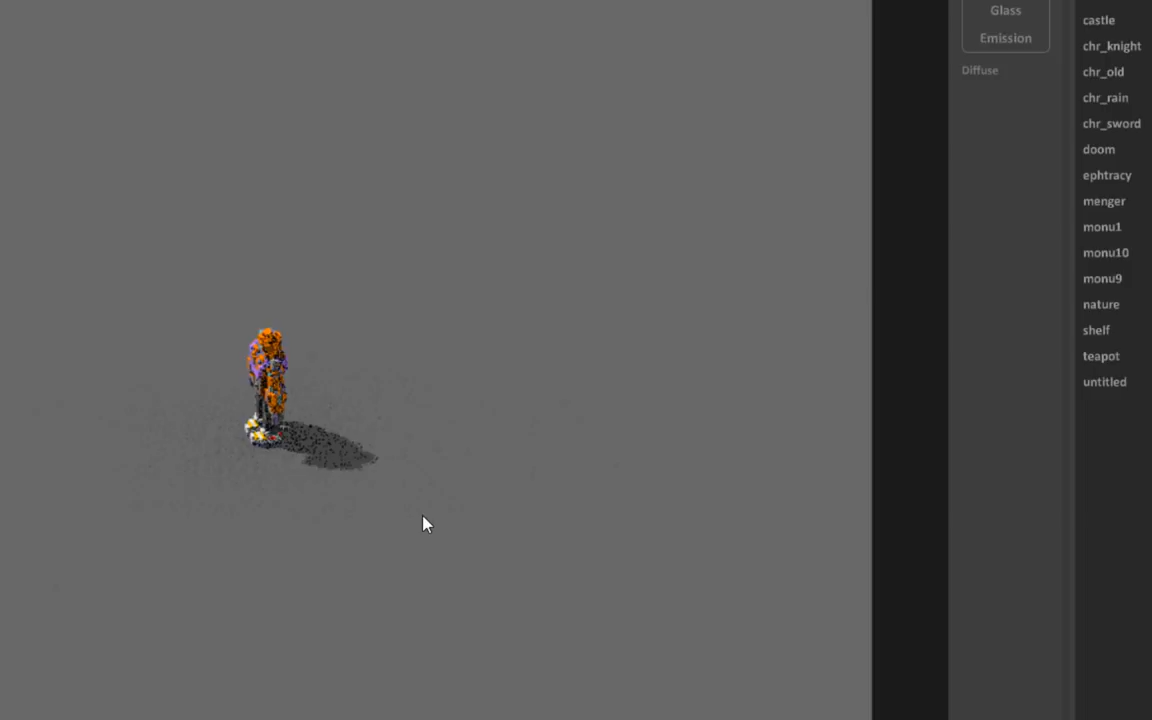 Glass
Emission
Diffuse
castle
chr_knight
chr_old
chr_rain
chr_sword
doom
ephtracy
menger
monu1
monu10
monu9
nature
shelf
teapot
untitled